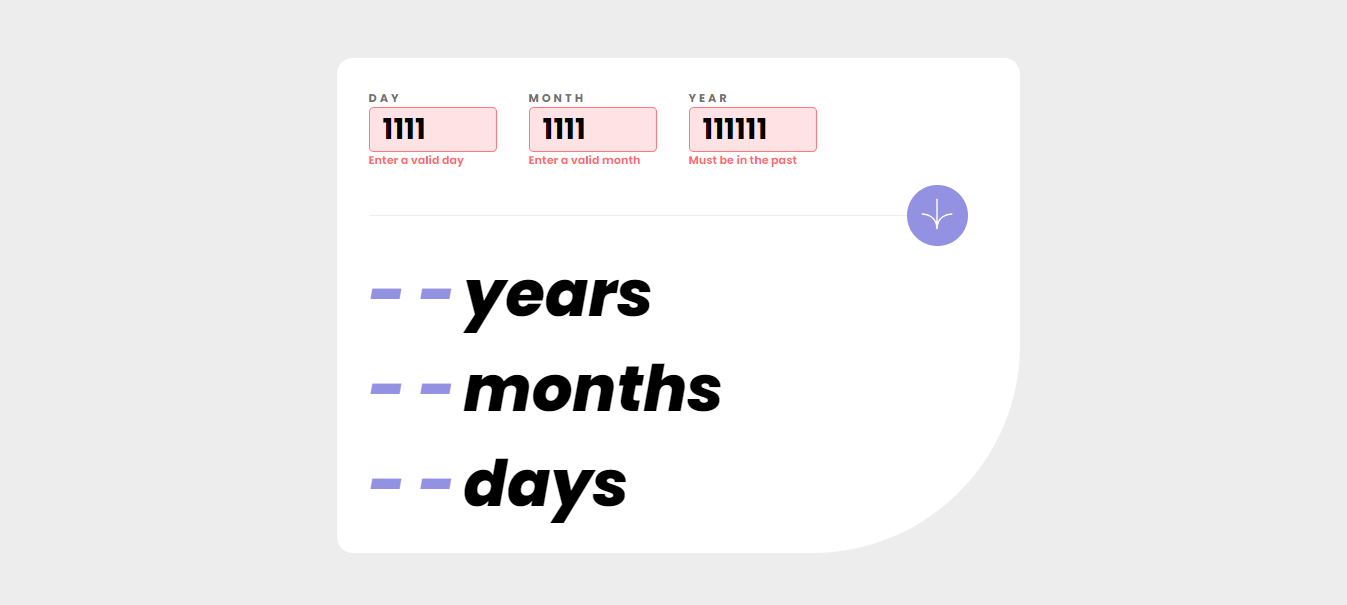 DAY MONTH YEAR
1111 1111 111111
Enter a valid day Enter a valid month Must be in the past
- - years
- - months
- - days